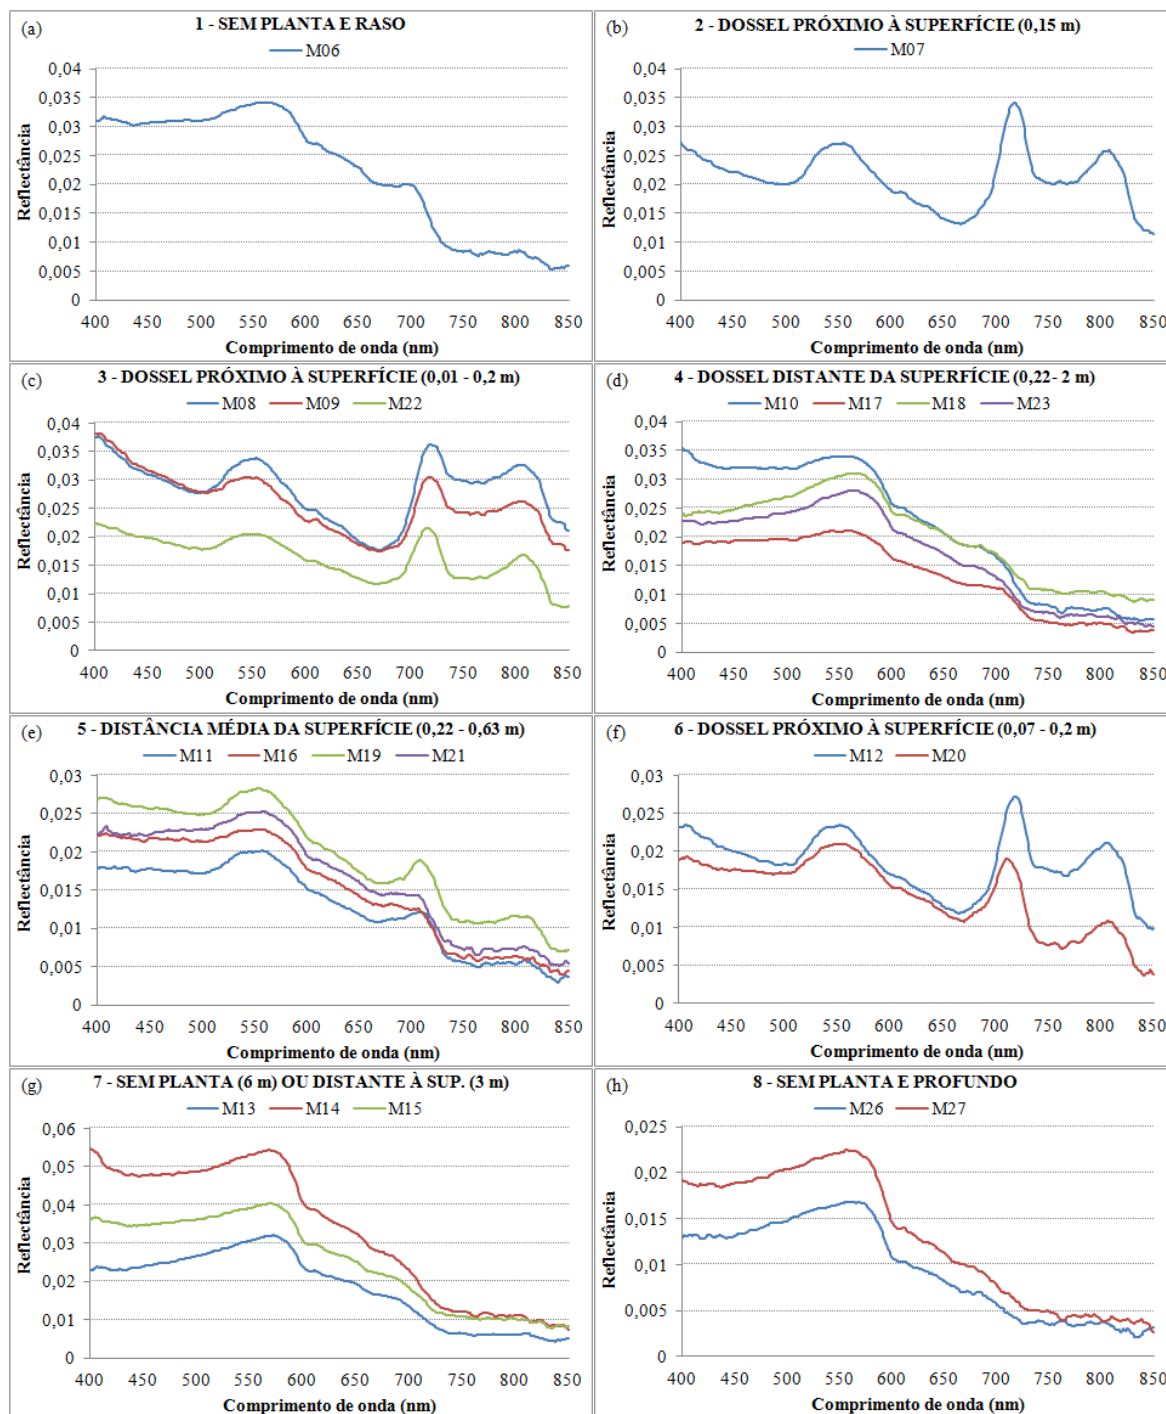 (a) 1 - SEM PLANTA E RASO
M06
0,04
0,035
0,03
0,025
0,02
0,015
0,01
0,005
0
Reflectância
400 450 500 550 600 650 700 750 800 850
Comprimento de onda (nm)
(b) 2 - DOSSEL PRÓXIMO À SUPERFÍCIE (0,15 m)
M07
0,04
0,035
0,03
0,025
0,02
0,015
0,01
0,005
0
Reflectância
400 450 500 550 600 650 700 750 800 850
Comprimento de onda (nm)
(c) 3 - DOSSEL PRÓXIMO À SUPERFÍCIE (0,01 - 0,2 m)
M08 M09 M22
0,04
0,035
0,03
0,025
0,02
0,015
0,01
0,005
0
Reflectância
400 450 500 550 600 650 700 750 800 850
Comprimento de onda (nm)
(d) 4 - DOSSEL DISTANTE DA SUPERFÍCIE (0,22- 2 m)
M10 M17 M18 M23
0,04
0,035
0,03
0,025
0,02
0,015
0,01
0,005
0
Reflectância
400 450 500 550 600 650 700 750 800 850
Comprimento de onda (nm)
(e) 5 - DISTÂNCIA MÉDIA DA SUPERFÍCIE (0,22 - 0,63 m)
M11 M16 M19 M21
0,03
0,025
0,02
0,015
0,01
0,005
0
Reflectância
400 450 500 550 600 650 700 750 800 850
Comprimento de onda (nm)
(f) 6 - DOSSEL PRÓXIMO À SUPERFÍCIE (0,07 - 0,2 m)
M12 M20
0,03
0,025
0,02
0,015
0,01
0,005
0
Reflectância
400 450 500 550 600 650 700 750 800 850
Comprimento de onda (nm)
(g) 7 - SEM PLANTA (6 m) OU DISTANTE À SUP. (3 m)
M13 M14 M15
0,06
0,05
0,04
0,03
0,02
0,01
0
Reflectância
400 450 500 550 600 650 700 750 800 850
Comprimento de onda (nm)
(h) 8 - SEM PLANTA E PROFUNDO
M26 M27
0,025
0,02
0,015
0,01
0,005
0
Reflectância
400 450 500 550 600 650 700 750 800 850
Comprimento de onda (nm)